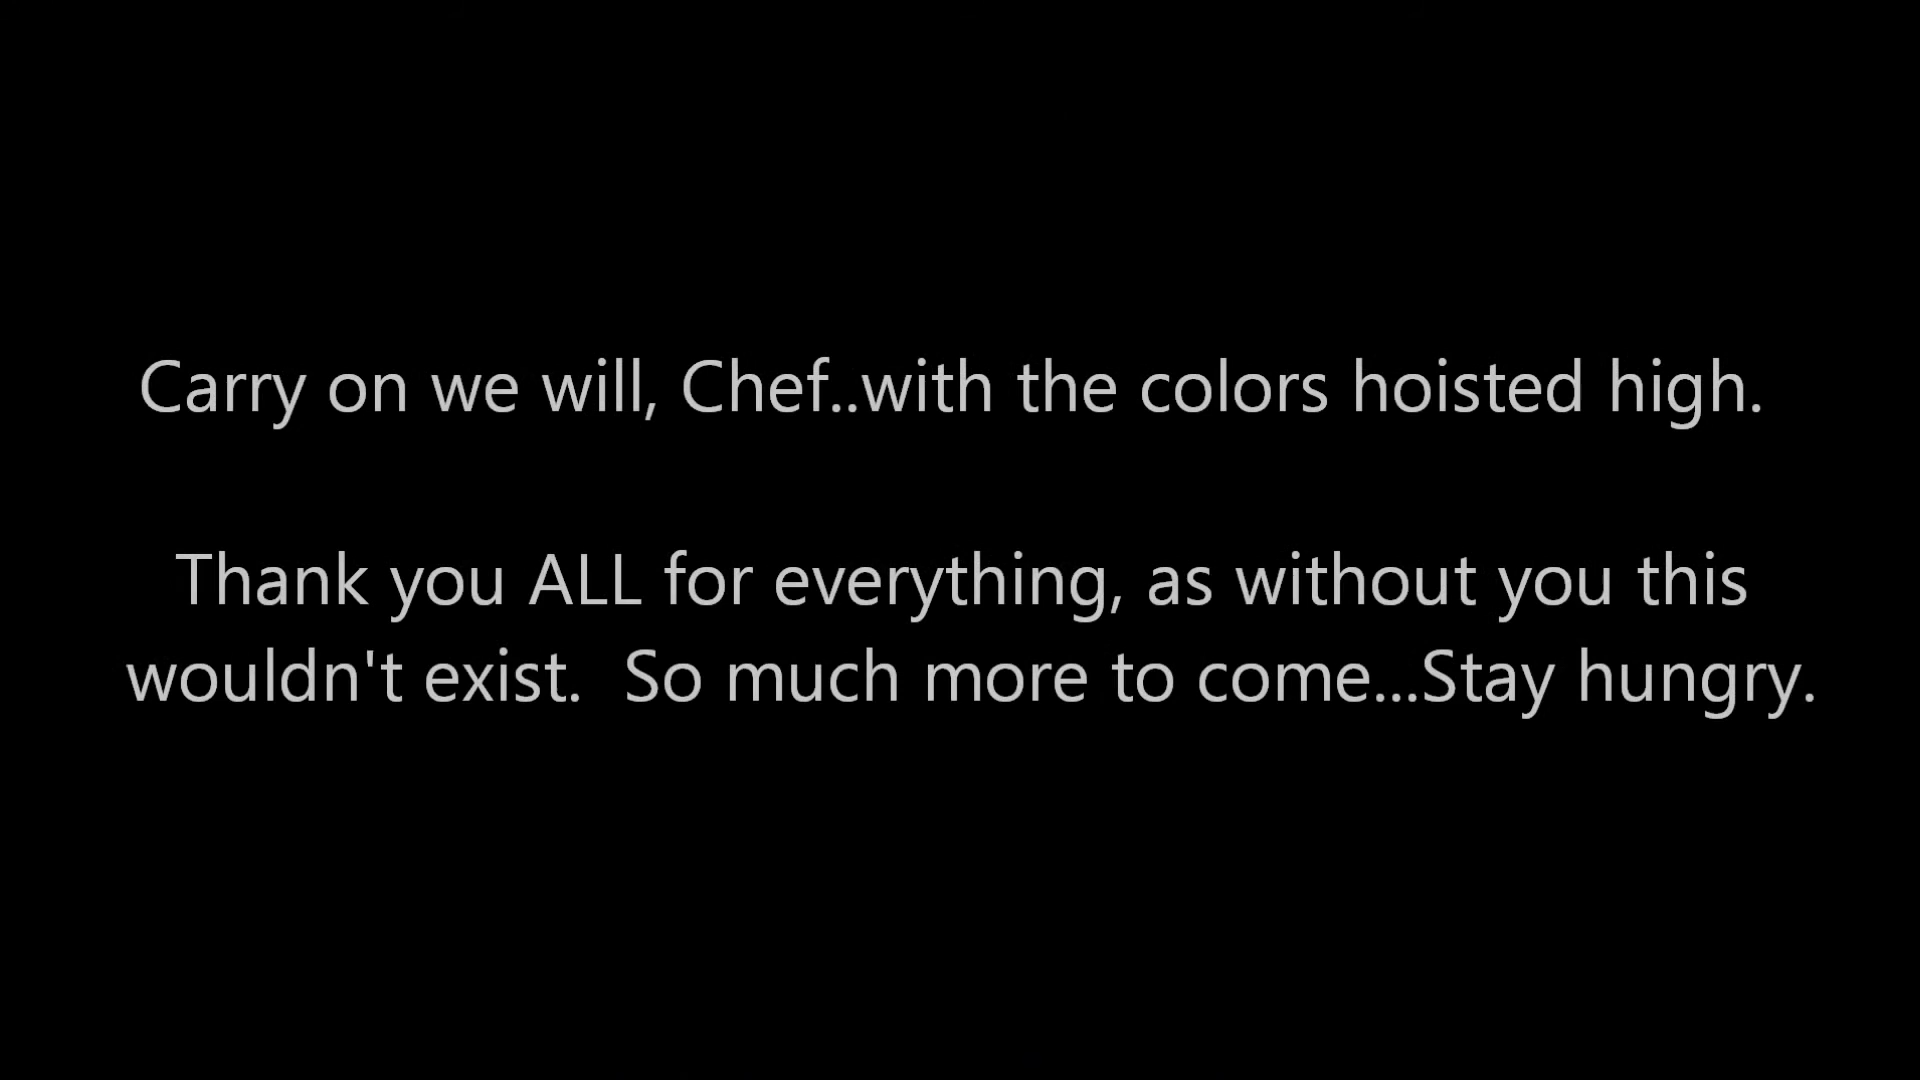 Carry on we will, Chef..with the colors hoisted high.
Thank you ALL for everything, as without you this
wouldn't exist.  So much more to come...Stay hungry.